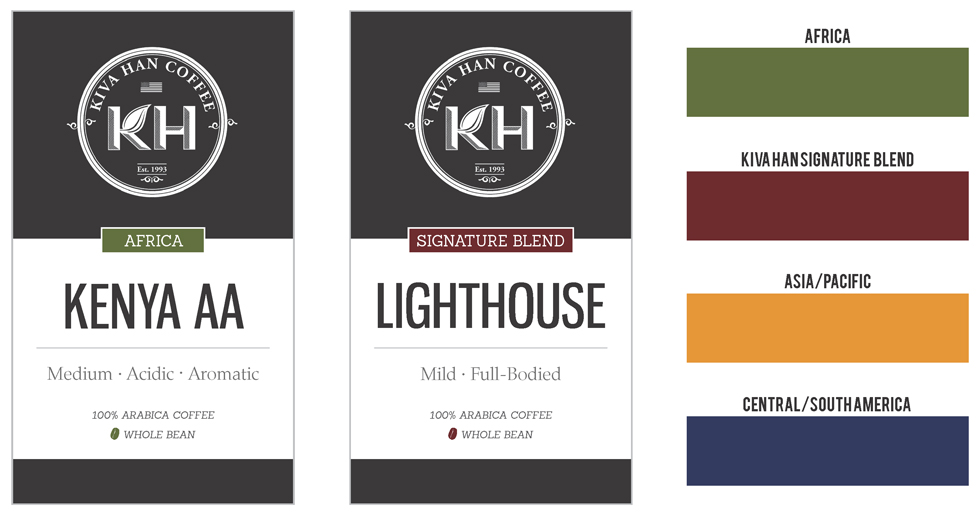 KIVA HAN COFFEE
KH
Est. 1993
AFRICA
KENYA AA
Medium · Acidic · Aromatic
100% ARABICA COFFEE
WHOLE BEAN
KIVA HAN COFFEE
KH
Est. 1993
SIGNATURE BLEND
LIGHTHOUSE
Mild · Full-Bodied
100% ARABICA COFFEE
WHOLE BEAN
AFRICA
KIVA HAN SIGNATURE BLEND
ASIA/PACIFIC
CENTRAL/SOUTH AMERICA